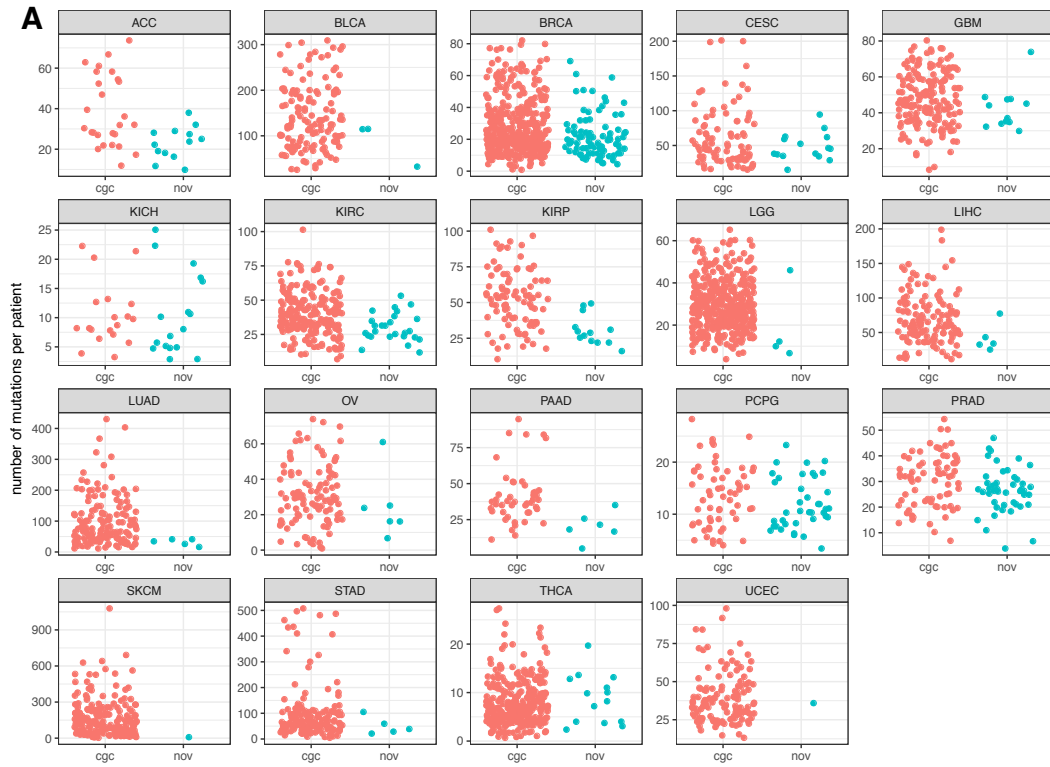 A
number of mutations per patient
ACC BLCA BRCA CESC GBM
60 40 20
300 200 100
80 60 40 20 0
200 150 100 50
80 60 40 20
cgc nov cgc nov cgc nov cgc nov cgc nov
KICH KIRC KIRP LGG LIHC
25 20 15 10 5
100 75 50 25
100 75 50 25
60 40 20
200 150 100 50
cgc nov cgc nov cgc nov cgc nov cgc nov
LUAD OV PAAD PCPG PRAD
400 300 200 100 0
60 40 20 0
75 50 25
20 10
50 40 30 20 10
cgc nov cgc nov cgc nov cgc nov cgc nov
SKCM STAD THCA UCEC
900 600 300 0
500 400 300 200 100 0
20 10 0
100 75 50 25
cgc nov cgc nov cgc nov cgc nov